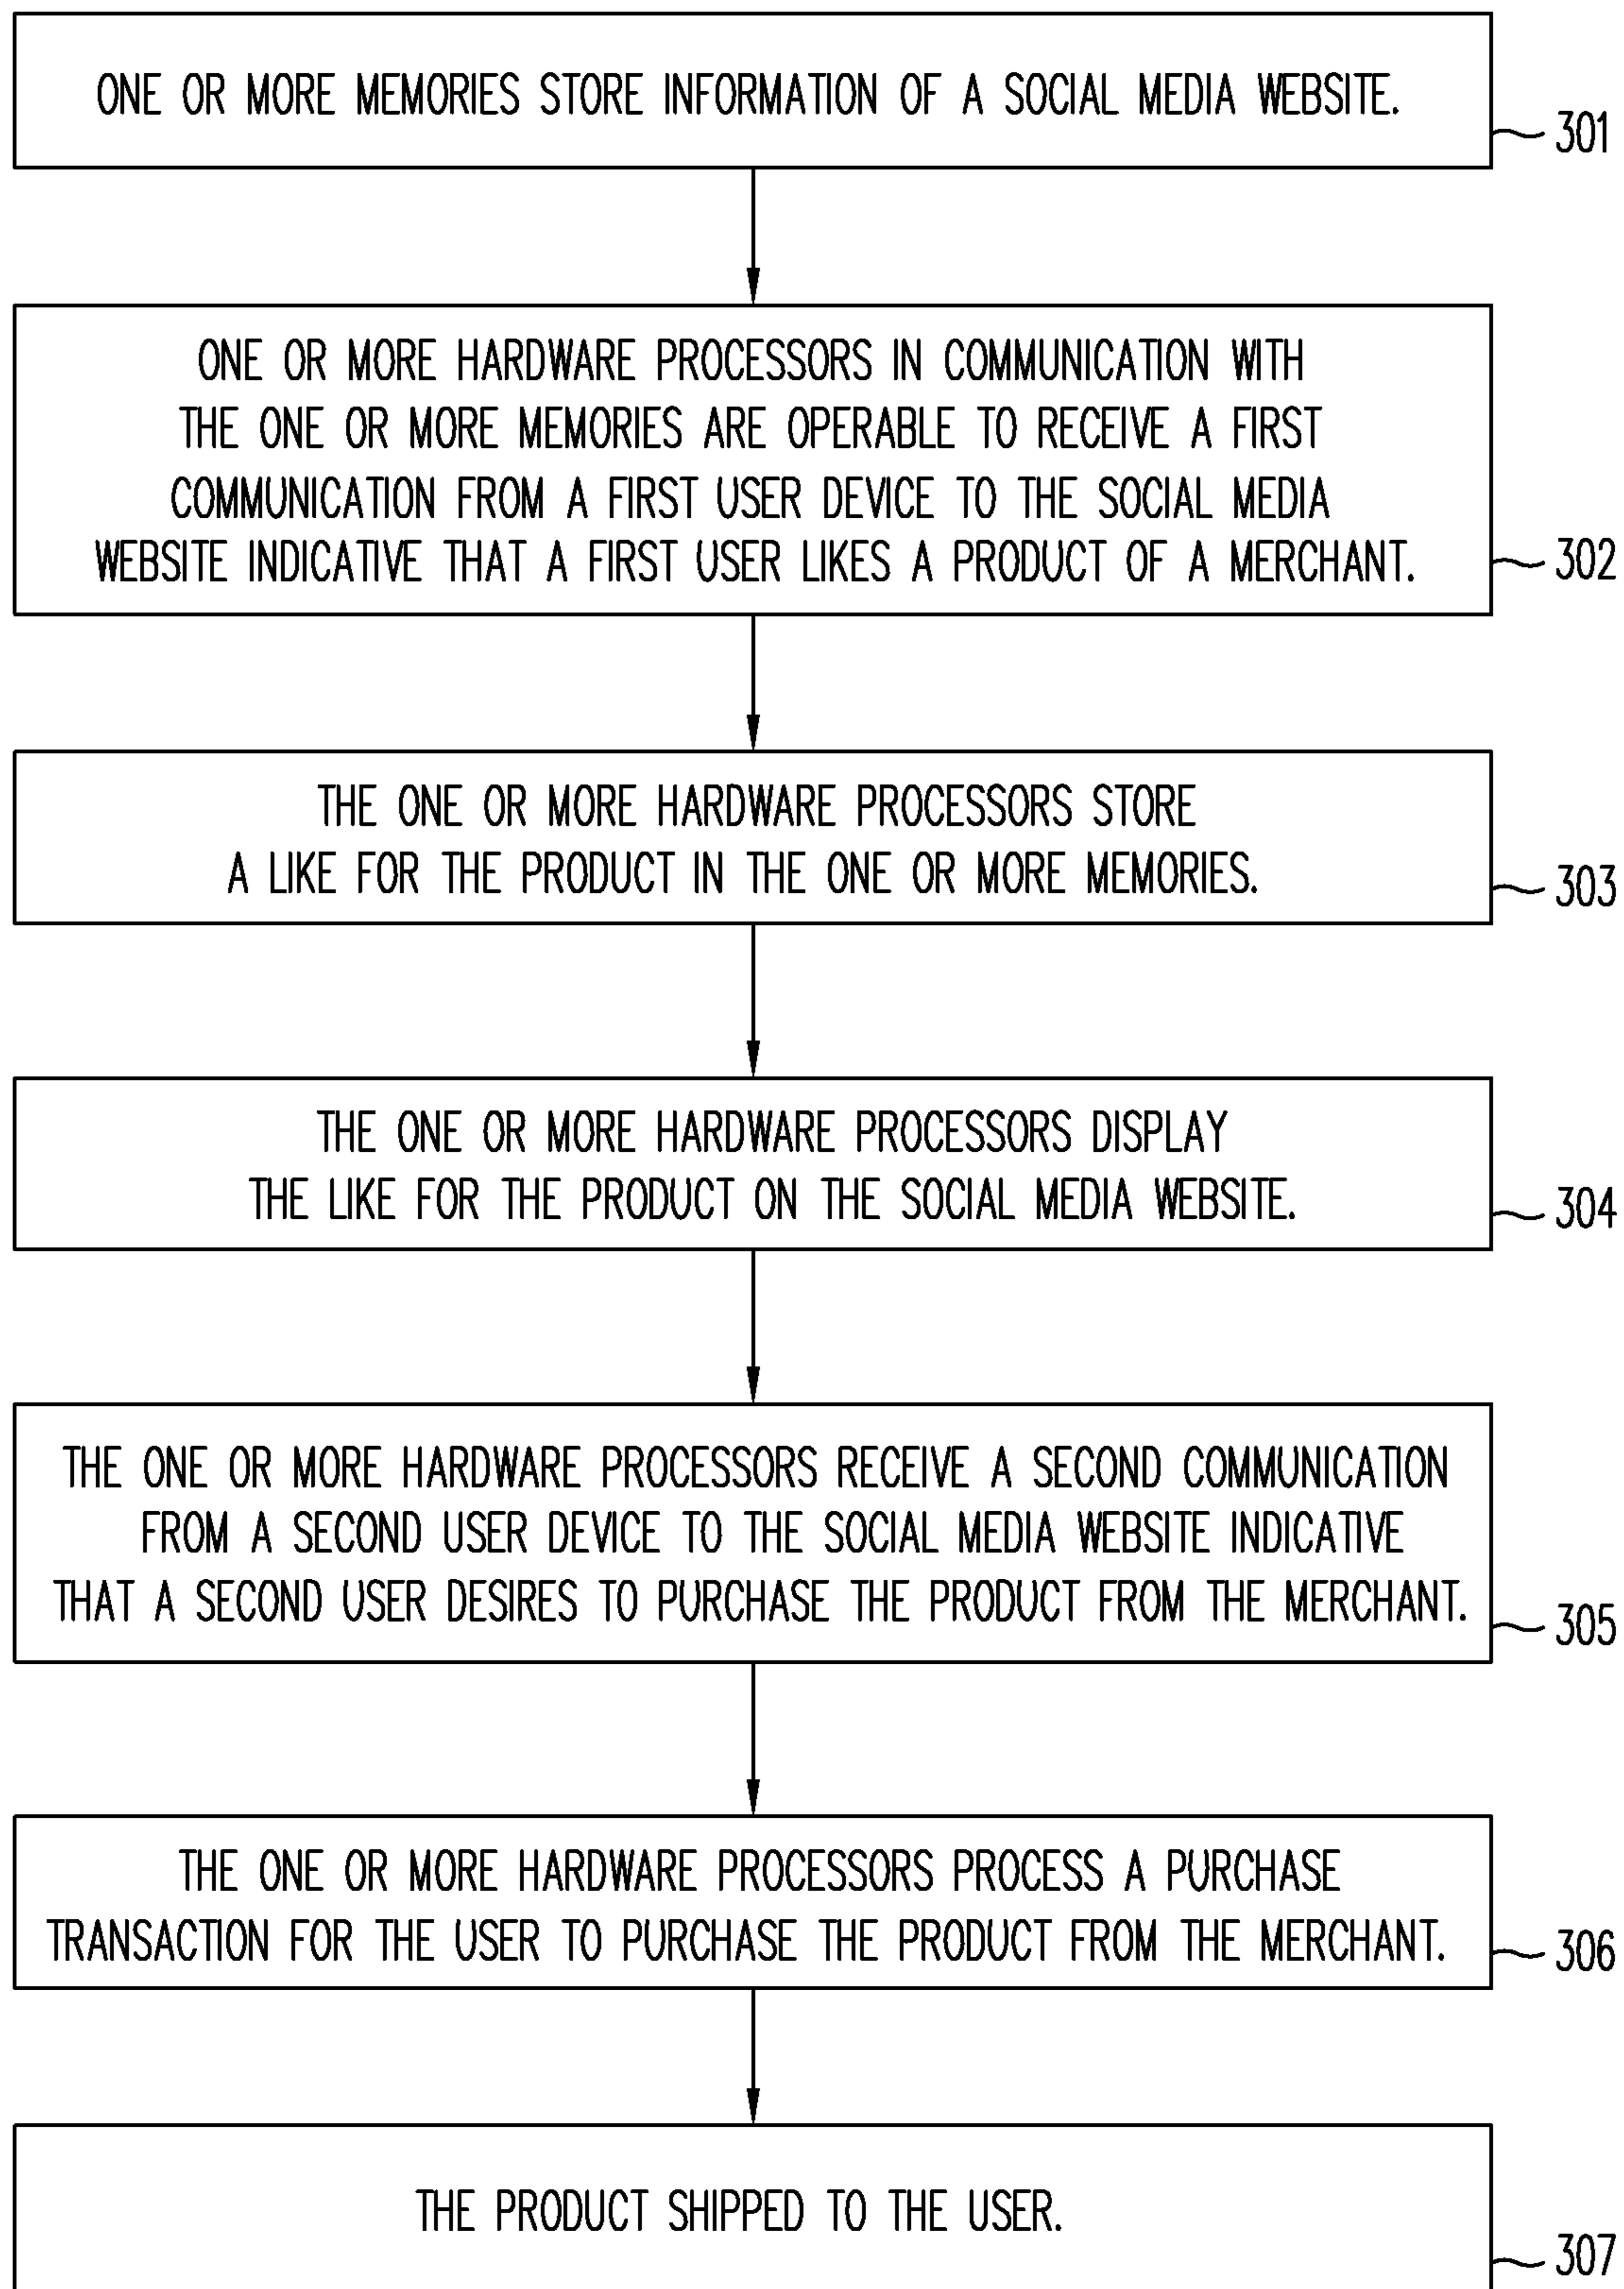 ONE OR MORE MEMORIES STORE INFORMATION OF A SOCIAL MEDIA WEBSITE.
301
ONE OR MORE HARDWARE PROCESSORS IN COMMUNICATION WITH
THE ONE OR MORE MEMORIES ARE OPERABLE TO RECEIVE A FIRST
COMMUNICATION FROM A FIRST USER DEVICE TO THE SOCIAL MEDIA
WEBSITE INDICATIVE THAT A FIRST USER LIKES A PRODUCT OF A MERCHANT.
302
THE ONE OR MORE HARDWARE PROCESSORS STORE
A LIKE FOR THE PRODUCT IN THE ONE OR MORE MEMORIES.
303
THE ONE OR MORE HARDWARE PROCESSORS DISPLAY
THE LIKE FOR THE PRODUCT ON THE SOCIAL MEDIA WEBSITE.
304
THE ONE OR MORE HARDWARE PROCESSORS RECEIVE A SECOND COMMUNICATION
FROM A SECOND USER DEVICE TO THE SOCIAL MEDIA WEBSITE INDICATIVE
THAT A SECOND USER DESIRES TO PURCHASE THE PRODUCT FROM THE MERCHANT.
305
THE ONE OR MORE HARDWARE PROCESSORS PROCESS A PURCHASE
TRANSACTION FOR THE USER TO PURCHASE THE PRODUCT FROM THE MERCHANT.
306
THE PRODUCT SHIPPED TO THE USER.
307